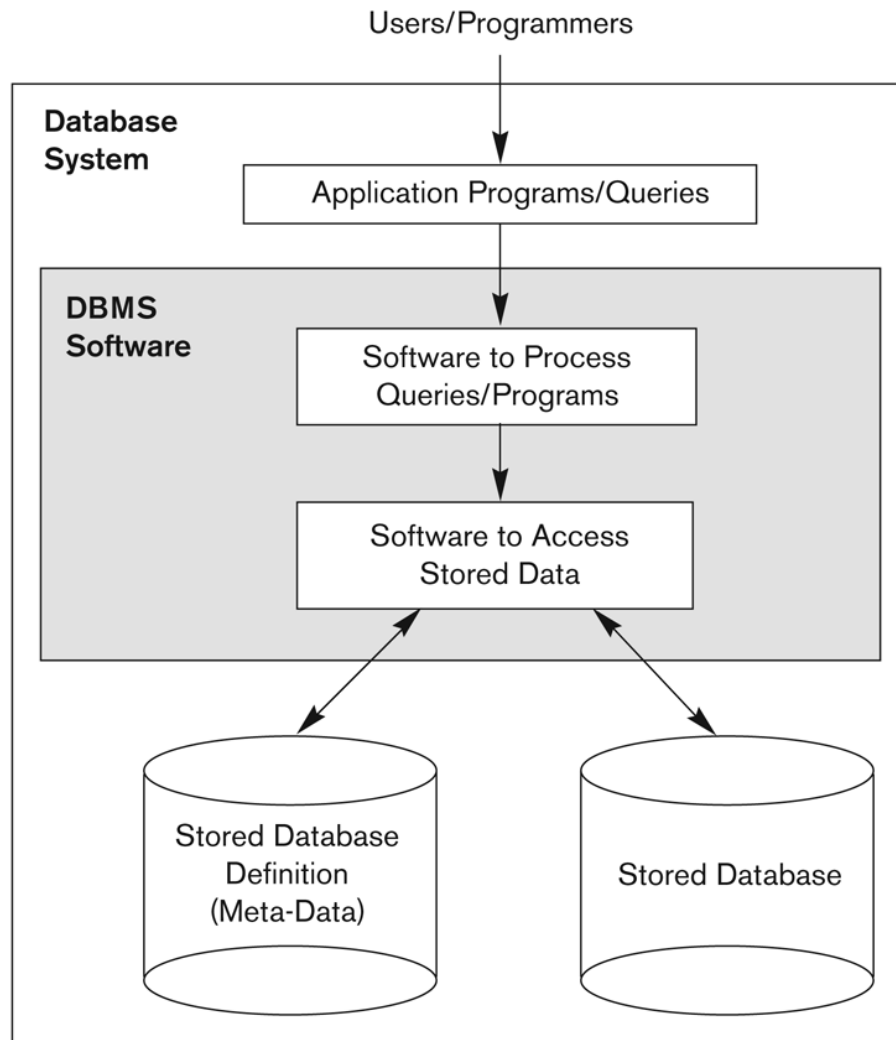 Users/Programmers
Database
System
Application Programs/Queries
DBMS
Software
Software to Process
Queries/Programs
Software to Access
Stored Data
Stored Database
Definition
(Meta-Data)
Stored Database